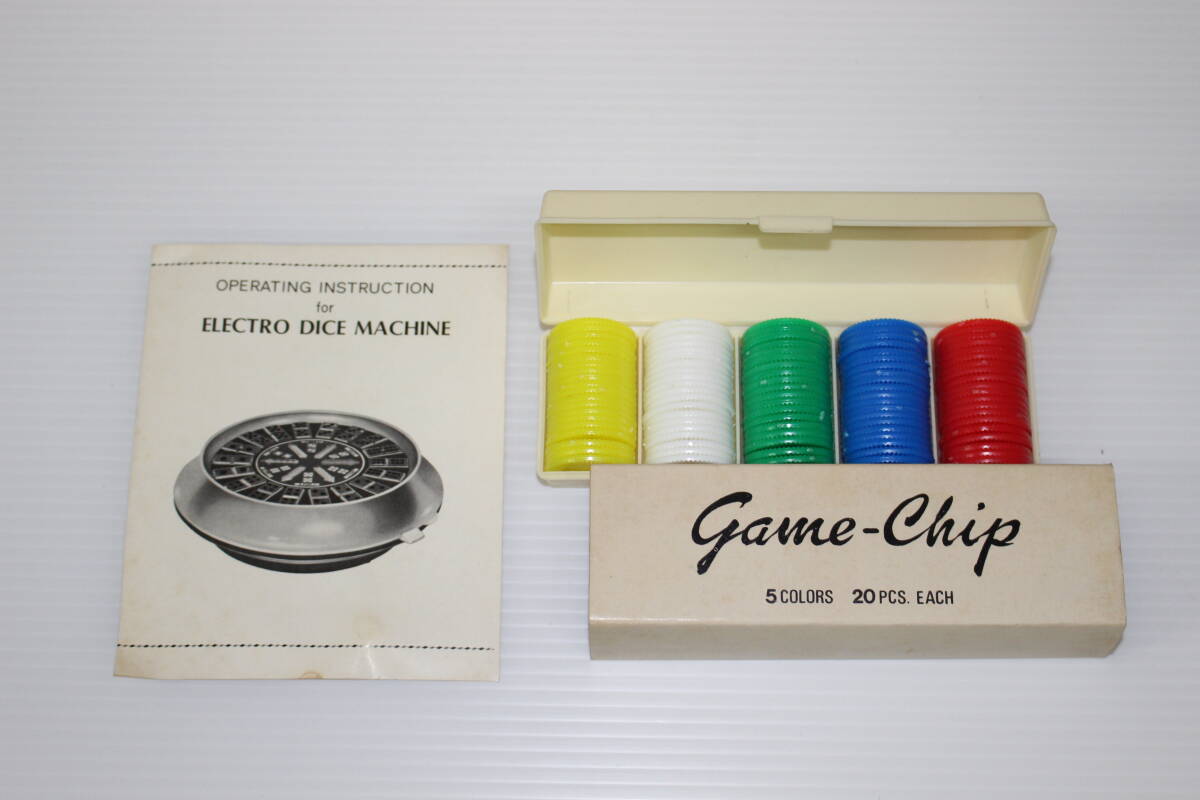 OPERATING INSTRUCTION
for
ELECTRO DICE MACHINE
Game-Chip
5 COLORS 20 PCS. EACH